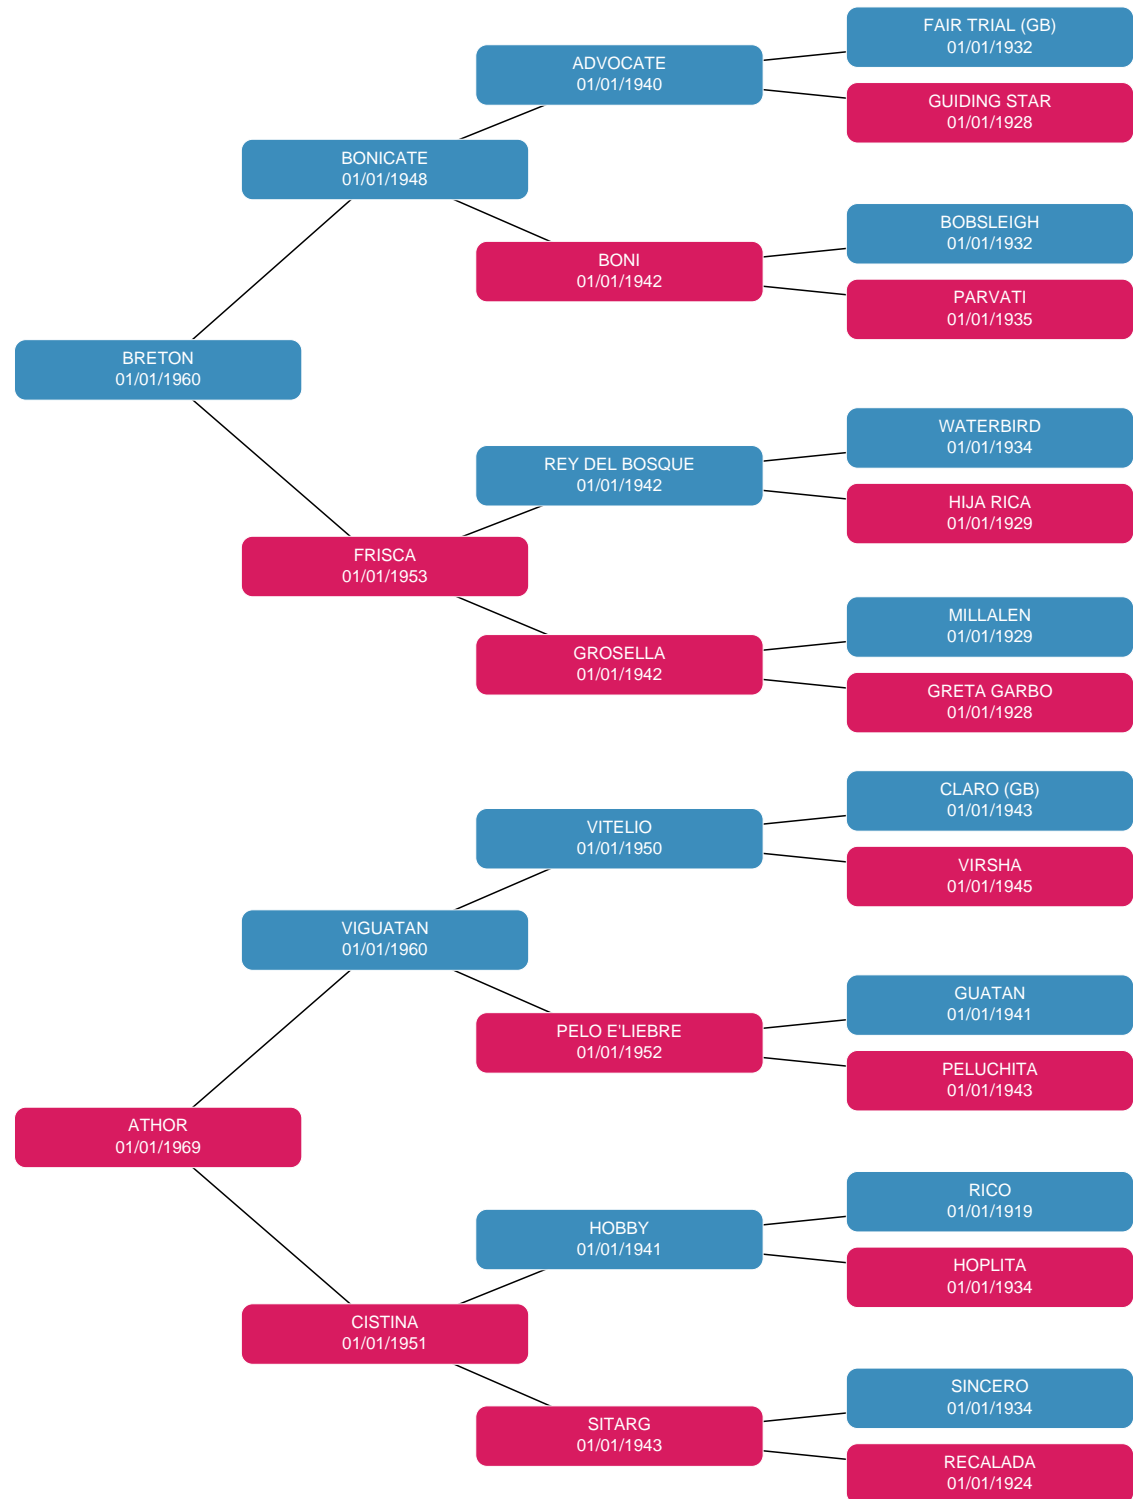 FAIR TRIAL (GB)
01/01/1932
ADVOCATE
01/01/1940
GUIDING STAR
01/01/1928
BONICATE
01/01/1948
BOBSLEIGH
01/01/1932
BONI
01/01/1942
PARVATI
01/01/1935
BRETON
01/01/1960
WATERBIRD
01/01/1934
REY DEL BOSQUE
01/01/1942
HIJA RICA
01/01/1929
FRISCA
01/01/1953
MILLALEN
01/01/1929
GROSELLA
01/01/1942
GRETA GARBO
01/01/1928
CLARO (GB)
01/01/1943
VITELIO
01/01/1950
VIRSHA
01/01/1945
VIGUATAN
01/01/1960
GUATAN
01/01/1941
PELO E'LIEBRE
01/01/1952
PELUCHITA
01/01/1943
ATHOR
01/01/1969
RICO
01/01/1919
HOBBY
01/01/1941
HOPLITA
01/01/1934
CISTINA
01/01/1951
SINCERO
01/01/1934
SITARG
01/01/1943
RECALADA
01/01/1924